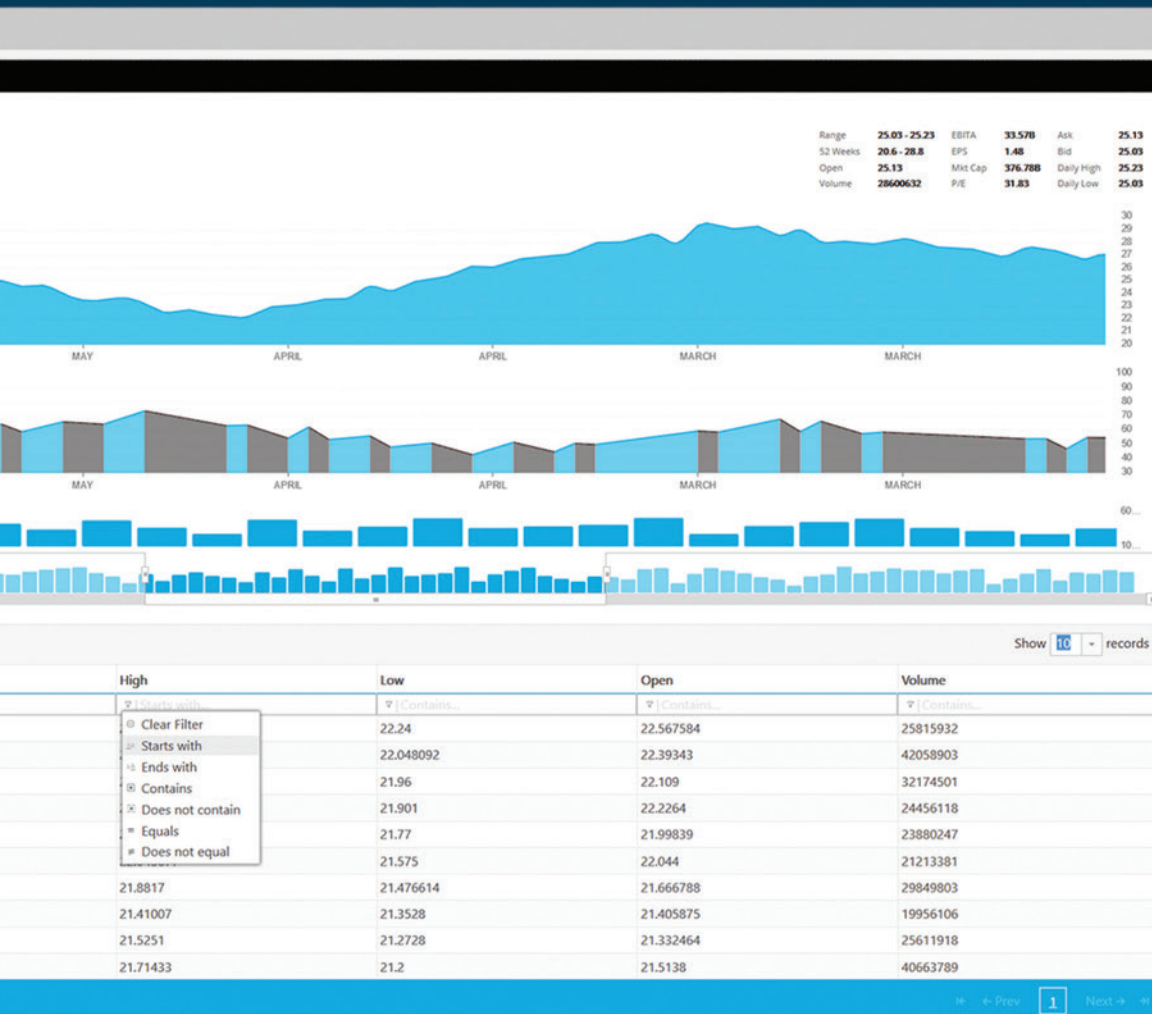 Range 25.03 - 25.23 EBITA 33.57B Ask 25.13
52 Weeks 20.6 - 28.8 EPS 1.48 Bid 25.03
Open 25.13 Mkt Cap 376.78B Daily High 25.23
Volume 28600632 P/E 31.83 Daily Low 25.03
30
29
28
27
26
25
24
23
22
21
20
MAY APRIL APRIL MARCH MARCH
100
90
80
70
60
50
40
30
MAY APRIL APRIL MARCH MARCH
60...
10...
Show 10 records
High Low Open Volume
Starts with... Contains... Contains... Contains...
Clear Filter
Starts with
Ends with
Contains
Does not contain
Equals
Does not equal
22.24 22.567584 25815932
22.048092 22.39343 42058903
21.96 22.109 32174501
21.901 22.2264 24456118
21.77 21.99839 23880247
21.575 22.044 21213381
21.8817 21.476614 21.666788 29849803
21.41007 21.3528 21.405875 19956106
21.5251 21.2728 21.332464 25611918
21.71433 21.2 21.5138 40663789
← Prev 1 Next →